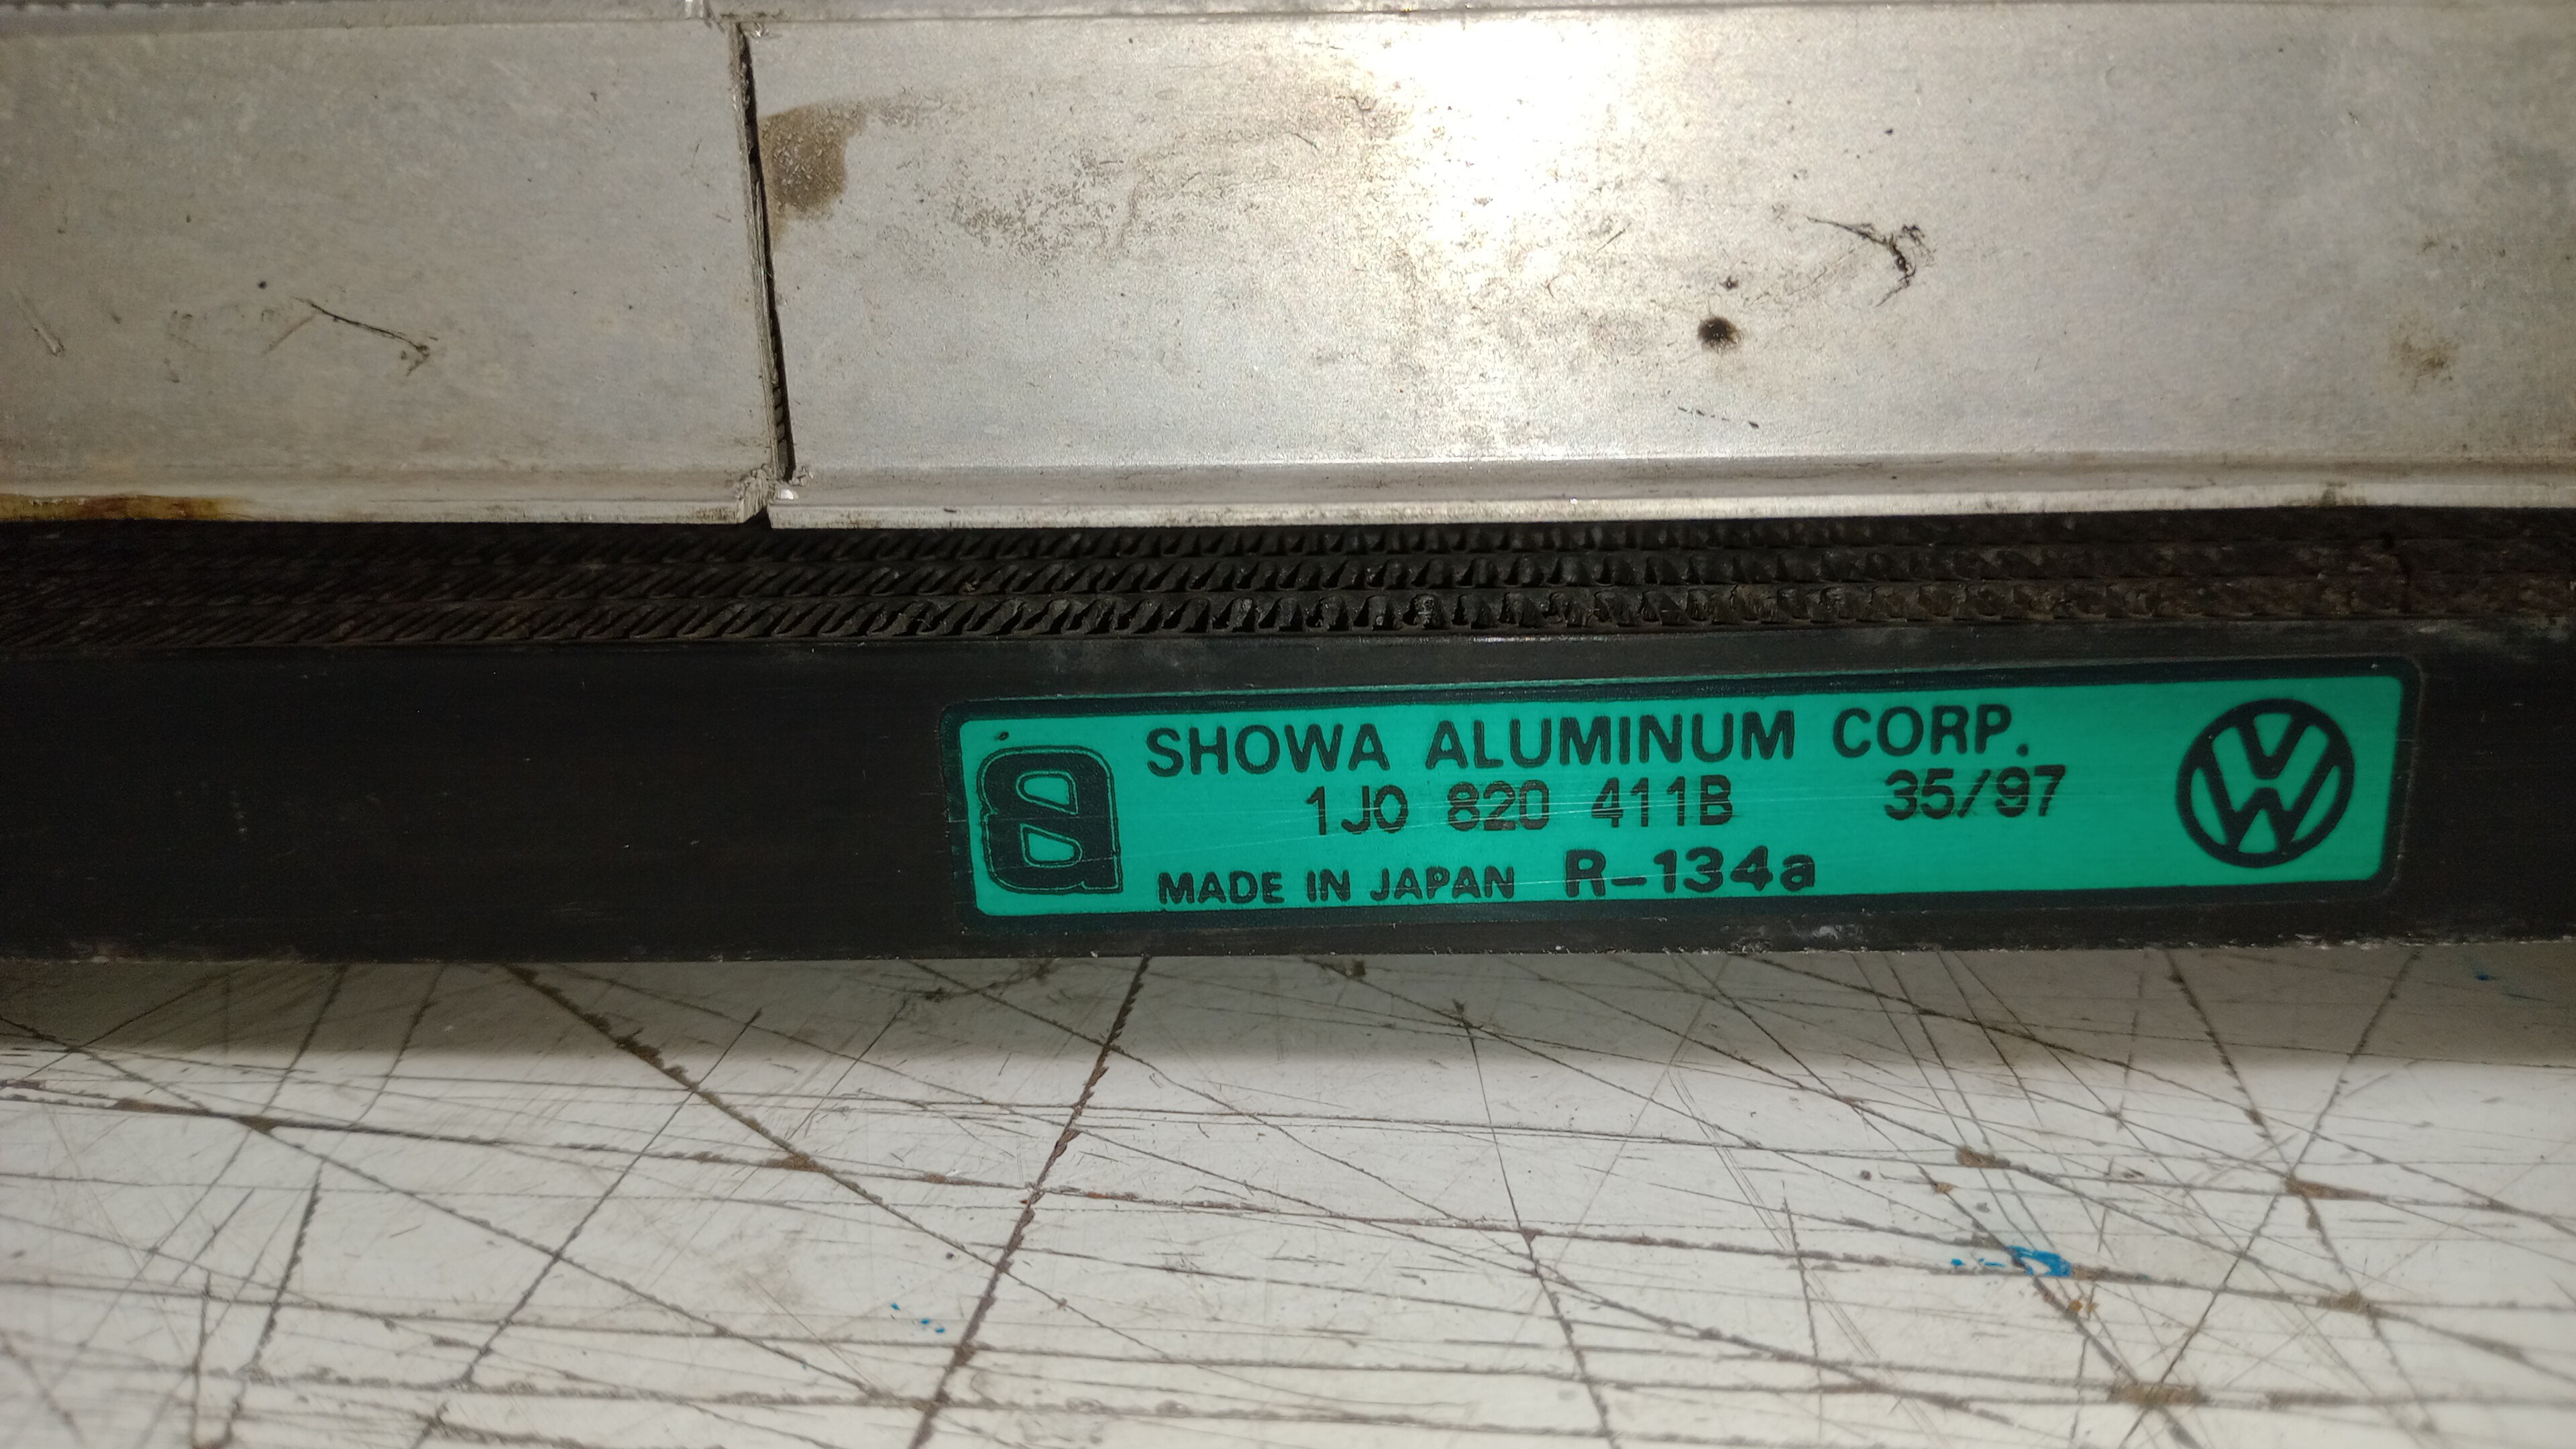 SHOWA ALUMINUM CORP.
1J0 820 411B 35/97
MADE IN JAPAN R-134a